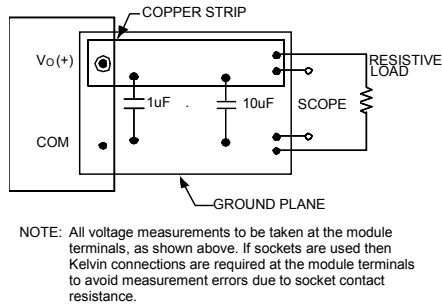 COPPER STRIP
VO (+)
RESISTIVE
LOAD
1uF .
10uF
SCOPE
COM
GROUND PLANE
NOTE: All voltage measurements to be taken at the module
terminals, as shown above. If sockets are used then
Kelvin connections are required at the module terminals
to avoid measurement errors due to socket contact
resistance.